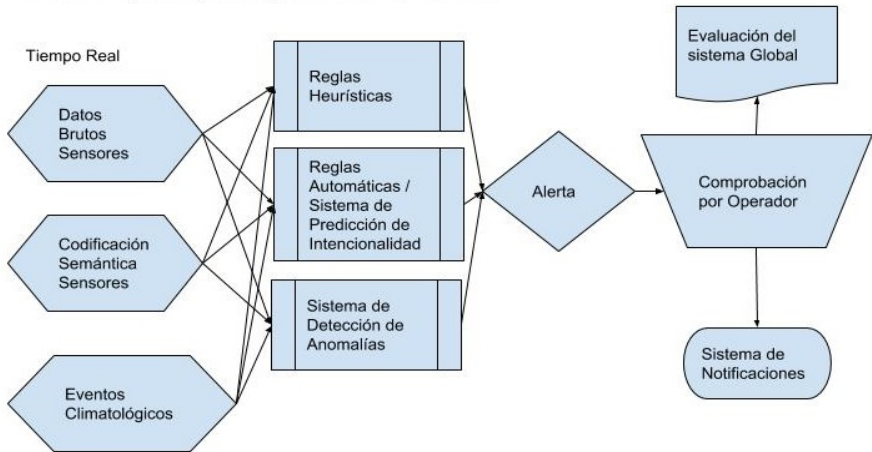 Tiempo Real
Datos
Brutos
Sensores
Codificación
Semántica
Sensores
Eventos
Climatológicos
Reglas
Heurísticas
Reglas
Automáticas /
Sistema de
Predicción de
Intencionalidad
Sistema de
Detección de
Anomalías
Alerta
Evaluación del
sistema Global
Comprobación
por Operador
Sistema de
Notificaciones